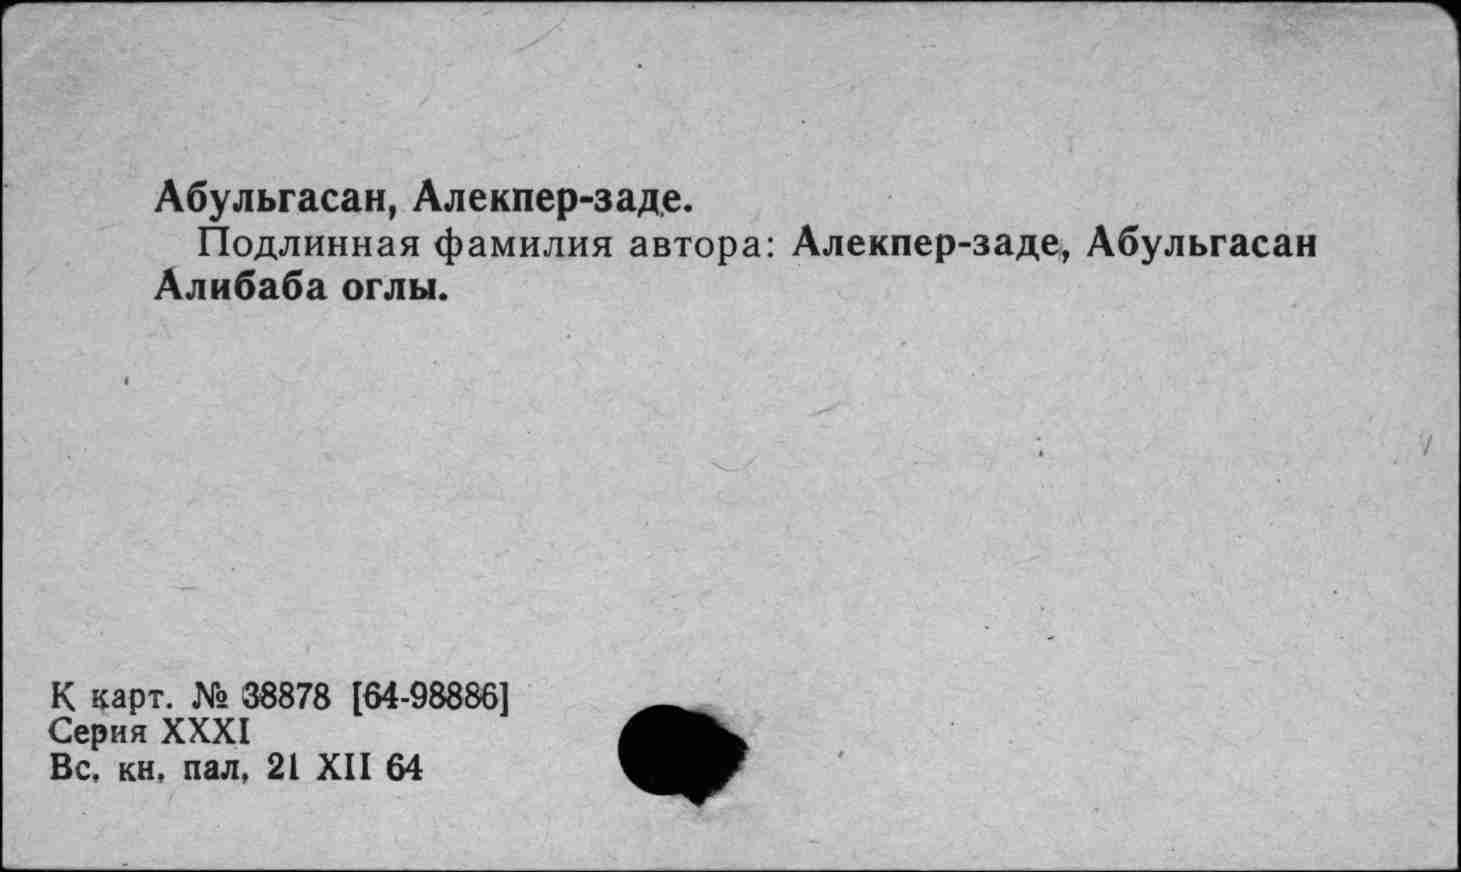 Абульгасан, Алекпер-заде.
Подлинная фамилия автора: Алекпер-заде, Абульгасан
Алибаба оглы.
К карт. № 38878 [64-98886]
Серия XXXI
Вс. кн. пал. 21 XII 64